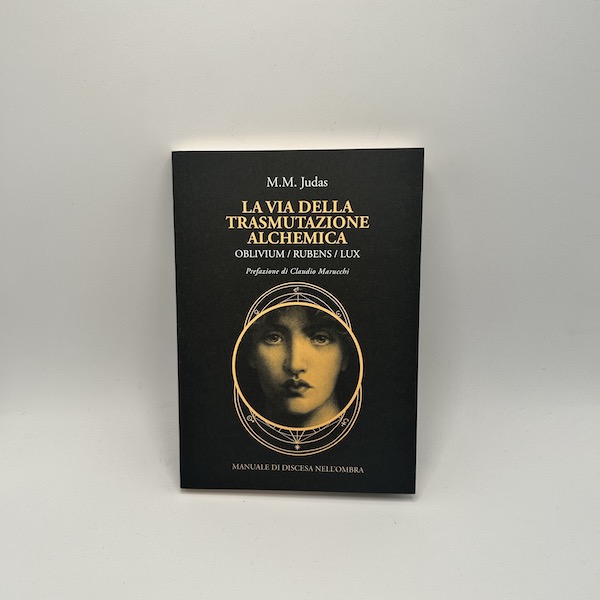 M.M. Judas
LA VIA DELLA
TRASMUTAZIONE
ALCHEMICA
OBLIVIUM / RUBENS / LUX
Prefazione di Claudio Marucchi
MANUALE DI DISCESA NELL'OMBRA